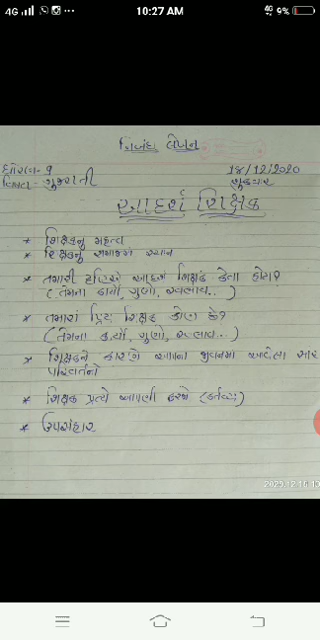 4G 10:27 AM 4G 9%
નિબંધ લેખન
ધોરણ-૧ 18/12/2020
વિષય - ગુજરાતી શુક્રવાર
આદર્શ શિક્ષક
* શિક્ષકનું મહત્વ
* શિક્ષકનું સમાજમાં સ્થાન
* તમારી દૃષ્ટિએ આદર્શ શિક્ષક કેવા હોય?
(તેમના કાર્યો, ગુણો, સ્વભાવ...)
* તમારાં પ્રિય શિક્ષક કોણ છે?
(તેમના કાર્યો, ગુણો, સ્વભાવ...)
* શિક્ષકને કારણે આપના જીવનમાં આવેલા સારા
પરિવર્તનો
* શિક્ષક પ્રત્યે આપણી ફરજો (કર્તવ્ય)
* ઉપસંહાર